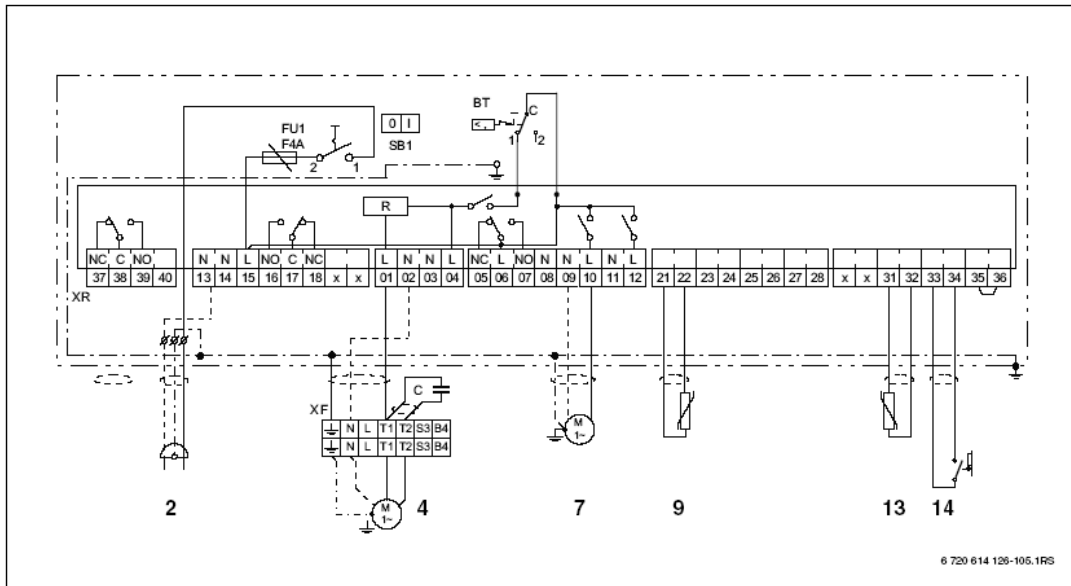 BT
C
FU1
F4A
0 I
SB1
2 1
1 2
R
NC C NO
37 38 39 40
N N L NO C NC
13 14 15 16 17 18 x x
L N N L
01 02 03 04
NC L NO N N L N L
05 06 07 08 09 10 11 12
21 22 23 24 25 26 27 28
x x 31 32 33 34 35 36
XR
C
XF
N L T1 T2 S3 B4
N L T1 T2 S3 B4
M
1~
M
1~
2 4 7 9 13 14
6 720 614 126-105.1RS